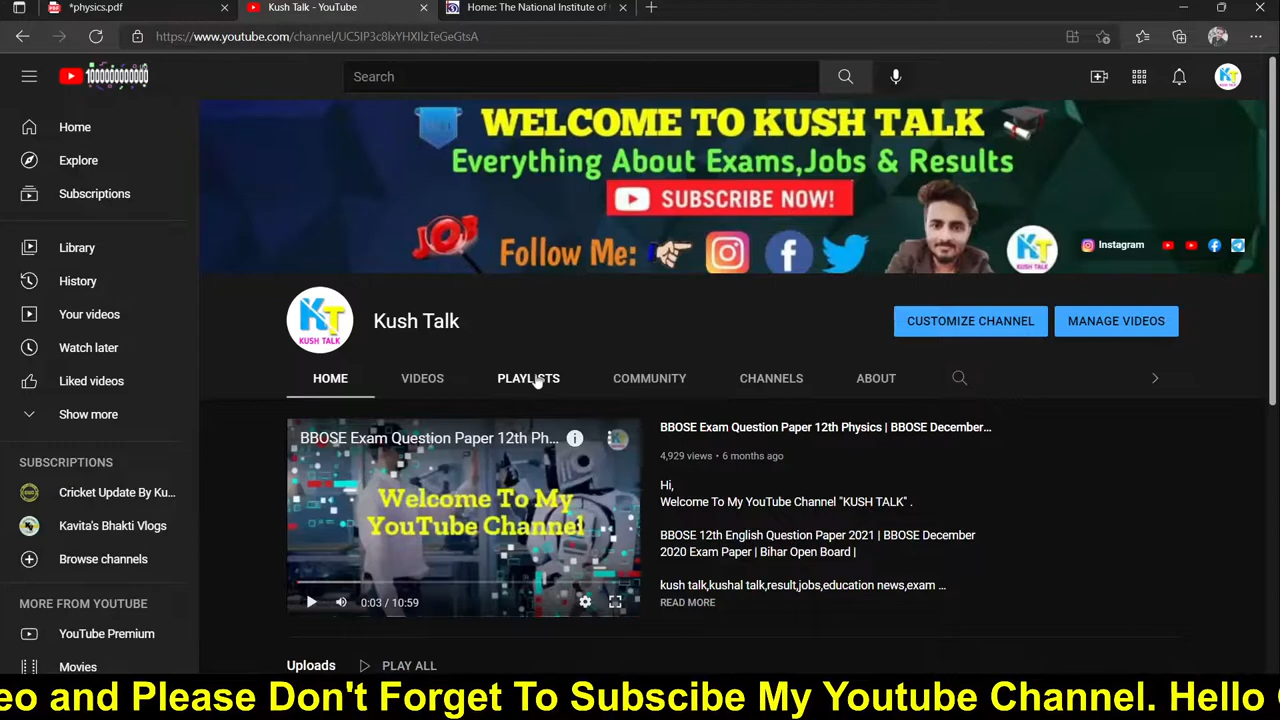 *physics.pdf
Kush Talk - YouTube
Home: The National Institute of
https://www.youtube.com/channel/UC5IP3c8lxYHXllzTeGeGtsA
1000000000000
Search
KT
WELCOME TO KUSH TALK
Everything About Exams,Jobs & Results
SUBSCRIBE NOW!
JOB
Follow Me:
KT
KUSH TALK
Instagram
Home
Explore
Subscriptions
Library
History
Your videos
Watch later
Liked videos
Show more
SUBSCRIPTIONS
Cricket Update By Ku...
Kavita's Bhakti Vlogs
Browse channels
MORE FROM YOUTUBE
YouTube Premium
Movies
KT
KUSH TALK
Kush Talk
CUSTOMIZE CHANNEL
MANAGE VIDEOS
HOME
VIDEOS
PLAYLISTS
COMMUNITY
CHANNELS
ABOUT
BBOSE Exam Question Paper 12th Ph...
Welcome To My
YouTube Channel
0:03 / 10:59
BBOSE Exam Question Paper 12th Physics | BBOSE December...
4,929 views • 6 months ago
Hi,
Welcome To My YouTube Channel "KUSH TALK" .
BBOSE 12th English Question Paper 2021 | BBOSE December
2020 Exam Paper | Bihar Open Board |
kush talk,kushal talk,result,jobs,education news,exam ...
READ MORE
Uploads
PLAY ALL
eo and Please Don't Forget To Subscibe My Youtube Channel. Hello